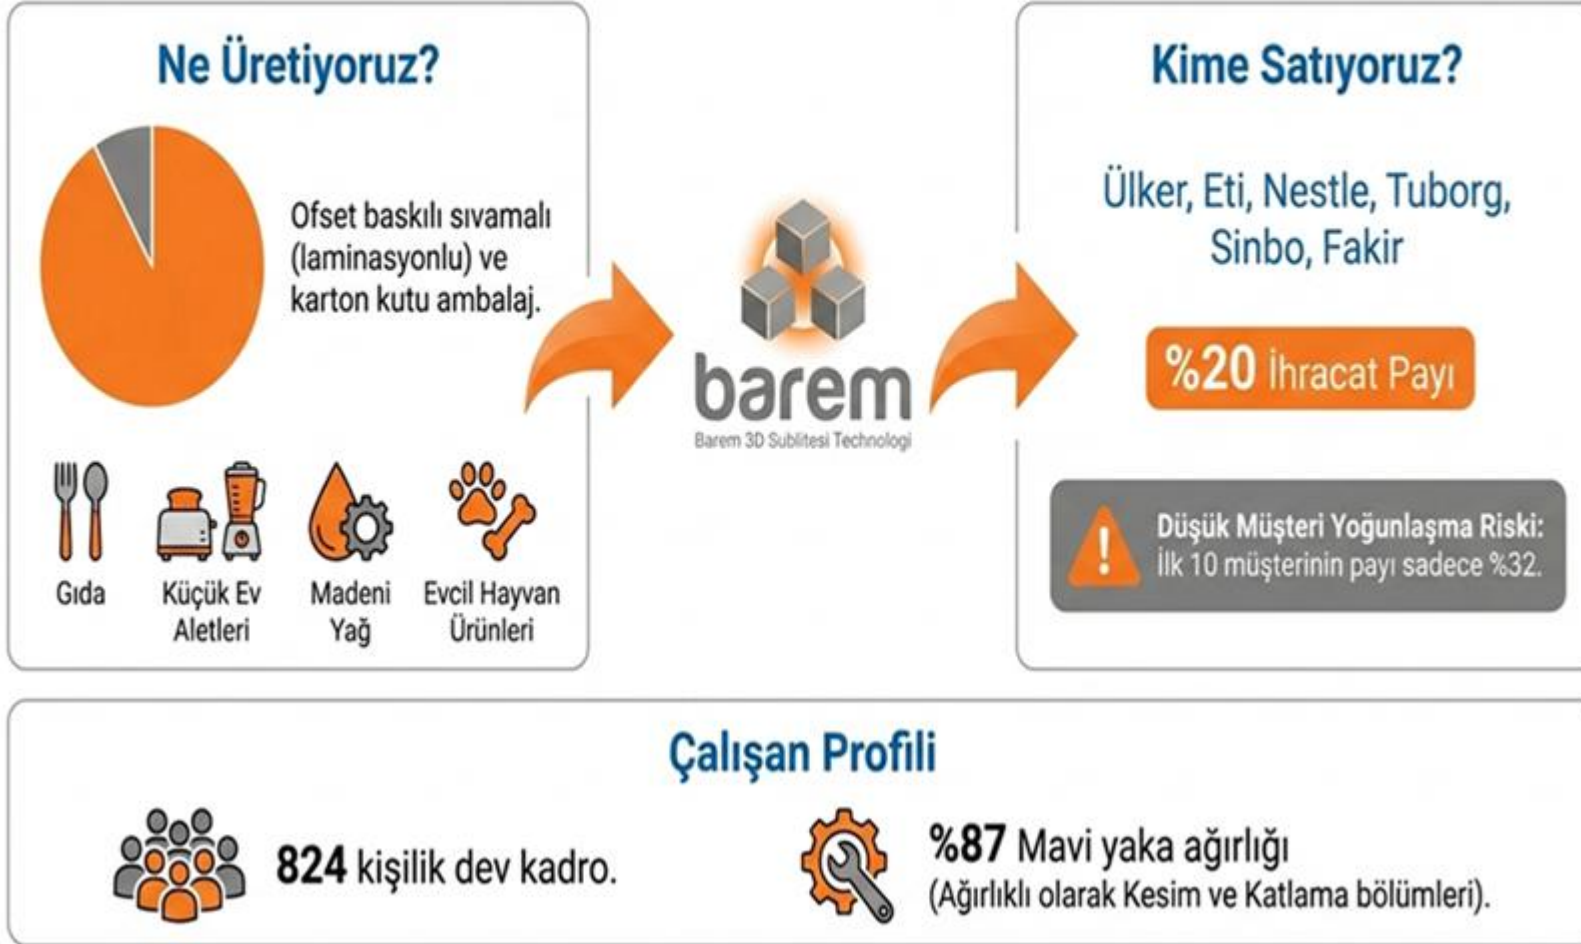 Ne Üretiyoruz?
Ofset baskılı sıvamalı
(laminasyonlu) ve
karton kutu ambalaj.
Gıda
Küçük Ev
Aletleri
Madeni
Yağ
Evcil Hayvan
Ürünleri
barem
Barem 3D Sublitesi Technologi
Kime Satıyoruz?
Ülker, Eti, Nestle, Tuborg,
Sinbo, Fakir
%20 İhracat Payı
Düşük Müşteri Yoğunlaşma Riski:
İlk 10 müşterinin payı sadece %32.
Çalışan Profili
824 kişilik dev kadro.
%87 Mavi yaka ağırlığı
(Ağırlıklı olarak Kesim ve Katlama bölümleri).